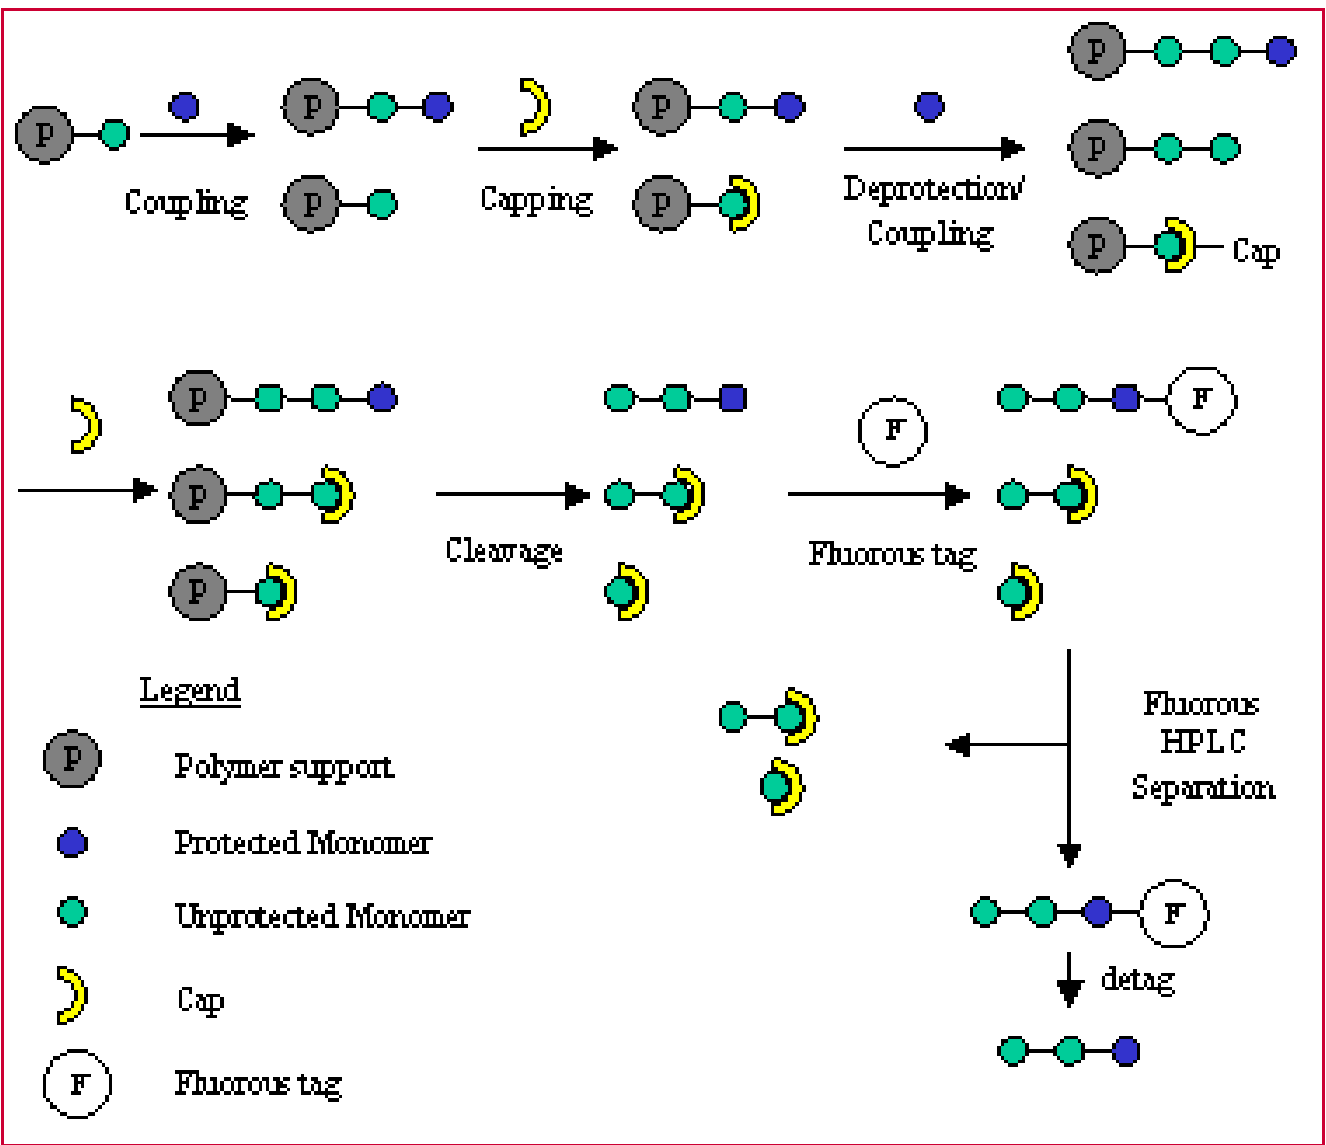 P
P
P
P
P
P
P
P
Coupling
Capping
Deprotection/
Coupling
Cap
P
P
P
F
F
Cleavage
Fluorous tag
Legend
P
Polymer support
Protected Monomer
Unprotected Monomer
Cap
F
Fluorous tag
Fluorous
HPLC
Separation
F
detag